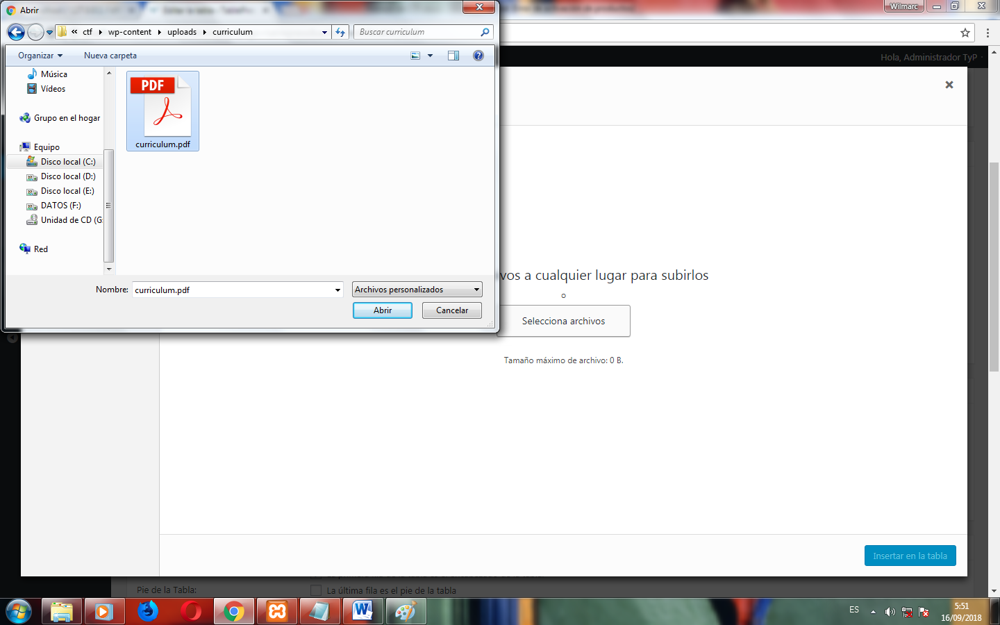 Abrir
Wilmarc
« ctf wp-content uploads curriculum
Buscar curriculum
Organizar
Nueva carpeta
Hola, Administrador TyP
Música
Vídeos
Grupo en el hogar
Equipo
Disco local (C:)
Disco local (D:)
Disco local (E:)
DATOS (F:)
Unidad de CD (G:
Red
PDF
curriculum.pdf
Nombre:
curriculum.pdf
Archivos personalizados
Abrir
Cancelar
vos a cualquier lugar para subirlos
o
Selecciona archivos
Tamaño máximo de archivo: 0 B.
Insertar en la tabla
Pie de la Tabla:
La última fila es el pie de la tabla
ES
5:51
16/09/2018